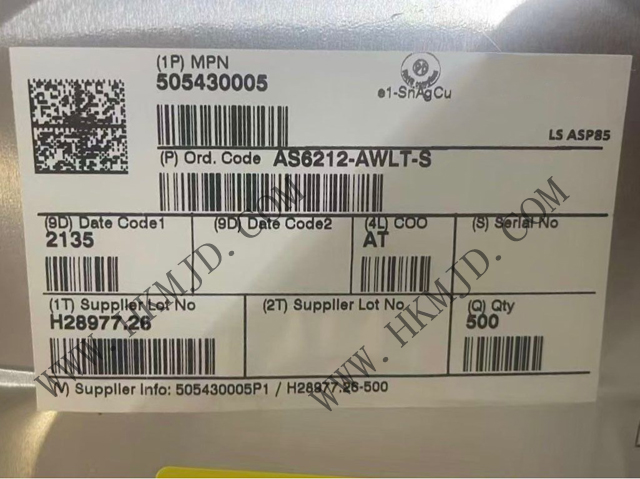 (1P) MPN
505430005
e1-SnAgCu
LS ASP85
(P) Ord. Code AS6212-AWLT-S
(9D) Date Code1
2135
(9D) Date Code2
(4L) COO
AT
(S) Serial No
(1T) Supplier Lot No
H28977.26
(2T) Supplier Lot No
(Q) Qty
500
(V) Supplier Info: 505430005P1 / H28977.26-500
WWW.HKMJD.COM
WWW.HKMJD.COM